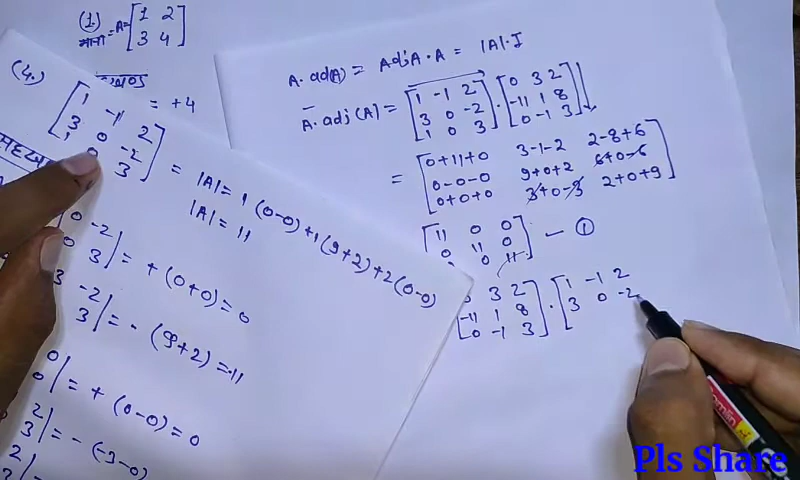 (1.) माना = A = [1 2
3 4]
(4.) [1 -1 2
3 0 -2
1 0 3] = |A| = 1 (0-0)+1(9+2)+2(0-0)
= +4
|A| = 11
0 -2
0 3| = + (0+0) = 0
3 -2
3| = - (9+2) = -11
0
0| = + (0-0) = 0
2
3| = - (-3-0)
2
A. adj(A) = AdjA . A = |A|. I
A. adj(A) = [1 -1 2
3 0 -2
1 0 3] . [0 3 2
-11 1 8
0 -1 3]
= [0+11+0 3-1-2 2-8+6
0-0-0 9+0+2 6+0-6
0+0+0 3+0-3 2+0+9]
[11 0 0
0 11 0
0 11] — ①
0 3 2
-11 1 8
0 -1 3] . [1 -1 2
3 0 -2
Camlin
Pls Share